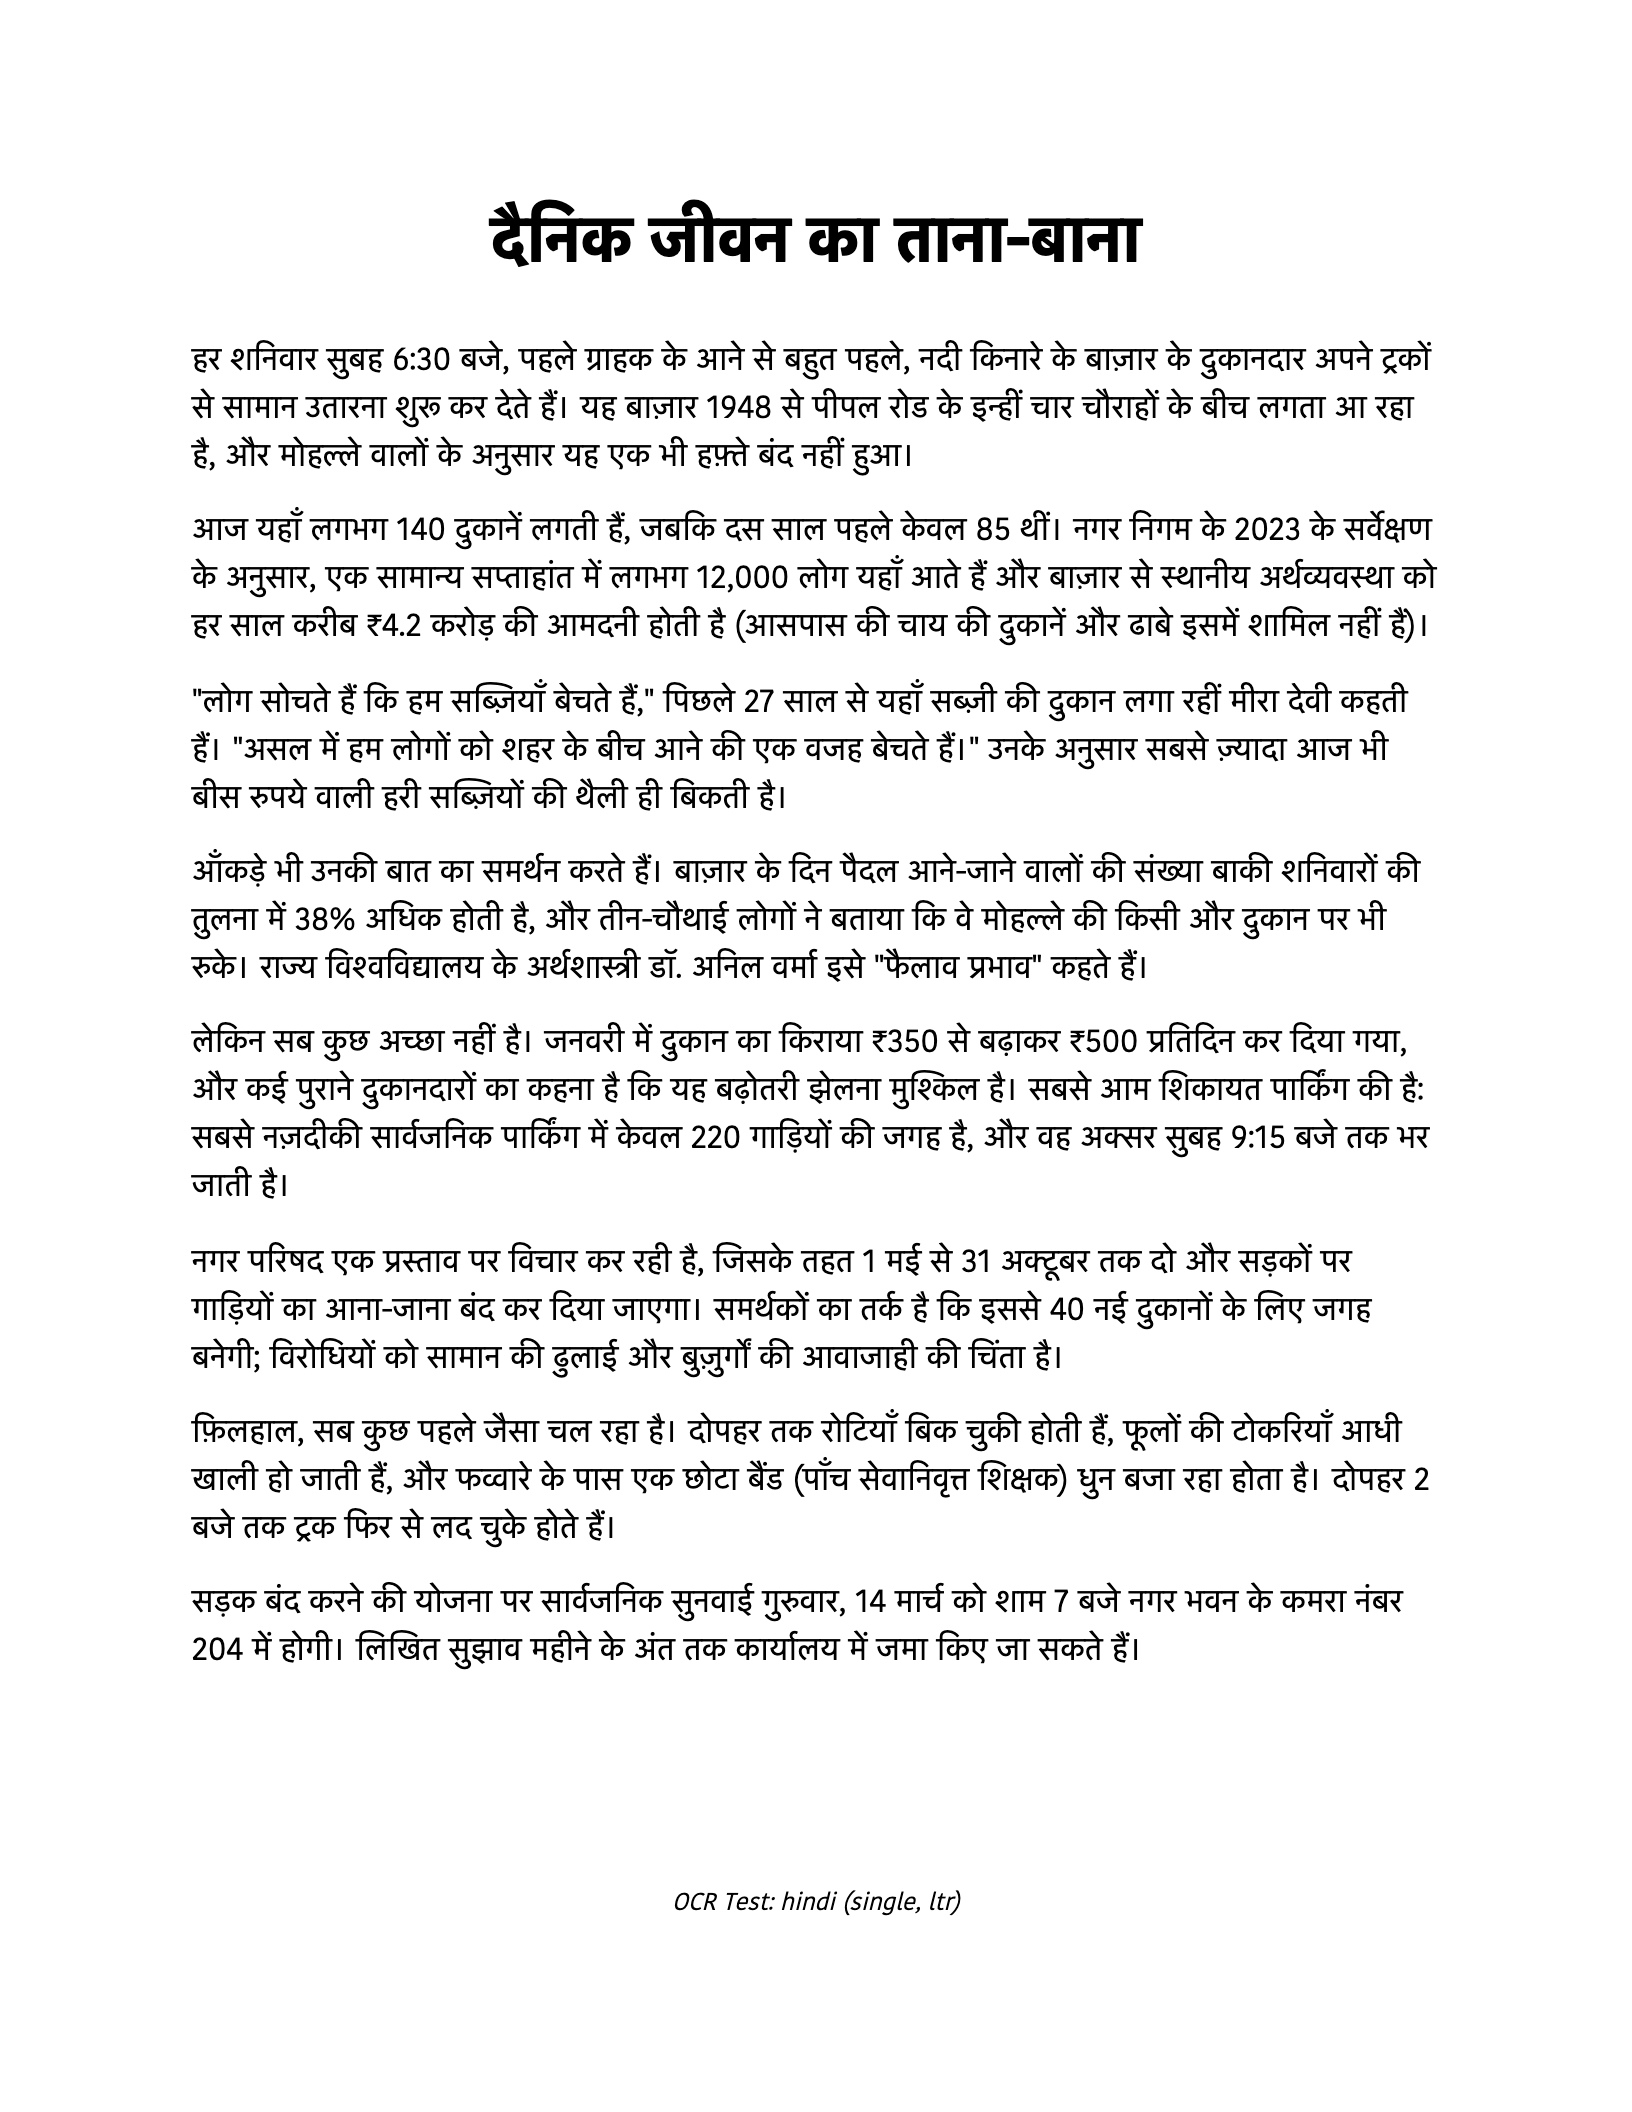 दैनिक जीवन का ताना-बाना
हर शनिवार सुबह 6:30 बजे, पहले ग्राहक के आने से बहुत पहले, नदी किनारे के बाज़ार के दुकानदार अपने ट्रकों
से सामान उतारना शुरू कर देते हैं। यह बाज़ार 1948 से पीपल रोड के इन्हीं चार चौराहों के बीच लगता आ रहा
है, और मोहल्ले वालों के अनुसार यह एक भी हफ़्ते बंद नहीं हुआ।
आज यहाँ लगभग 140 दुकानें लगती हैं, जबकि दस साल पहले केवल 85 थीं। नगर निगम के 2023 के सर्वेक्षण
के अनुसार, एक सामान्य सप्ताहांत में लगभग 12,000 लोग यहाँ आते हैं और बाज़ार से स्थानीय अर्थव्यवस्था को
हर साल करीब ₹4.2 करोड़ की आमदनी होती है (आसपास की चाय की दुकानें और ढाबे इसमें शामिल नहीं हैं)।
"लोग सोचते हैं कि हम सब्ज़ियाँ बेचते हैं," पिछले 27 साल से यहाँ सब्ज़ी की दुकान लगा रहीं मीरा देवी कहती
हैं। "असल में हम लोगों को शहर के बीच आने की एक वजह बेचते हैं।" उनके अनुसार सबसे ज़्यादा आज भी
बीस रुपये वाली हरी सब्ज़ियों की थैली ही बिकती है।
आँकड़े भी उनकी बात का समर्थन करते हैं। बाज़ार के दिन पैदल आने-जाने वालों की संख्या बाकी शनिवारों की
तुलना में 38% अधिक होती है, और तीन-चौथाई लोगों ने बताया कि वे मोहल्ले की किसी और दुकान पर भी
रुके। राज्य विश्वविद्यालय के अर्थशास्त्री डॉ. अनिल वर्मा इसे "फैलाव प्रभाव" कहते हैं।
लेकिन सब कुछ अच्छा नहीं है। जनवरी में दुकान का किराया ₹350 से बढ़ाकर ₹500 प्रतिदिन कर दिया गया,
और कई पुराने दुकानदारों का कहना है कि यह बढ़ोतरी झेलना मुश्किल है। सबसे आम शिकायत पार्किंग की है:
सबसे नज़दीकी सार्वजनिक पार्किंग में केवल 220 गाड़ियों की जगह है, और वह अक्सर सुबह 9:15 बजे तक भर
जाती है।
नगर परिषद एक प्रस्ताव पर विचार कर रही है, जिसके तहत 1 मई से 31 अक्टूबर तक दो और सड़कों पर
गाड़ियों का आना-जाना बंद कर दिया जाएगा। समर्थकों का तर्क है कि इससे 40 नई दुकानों के लिए जगह
बनेगी; विरोधियों को सामान की ढुलाई और बुज़ुर्गों की आवाजाही की चिंता है।
फ़िलहाल, सब कुछ पहले जैसा चल रहा है। दोपहर तक रोटियाँ बिक चुकी होती हैं, फूलों की टोकरियाँ आधी
खाली हो जाती हैं, और फव्वारे के पास एक छोटा बैंड (पाँच सेवानिवृत्त शिक्षक) धुन बजा रहा होता है। दोपहर 2
बजे तक ट्रक फिर से लद चुके होते हैं।
सड़क बंद करने की योजना पर सार्वजनिक सुनवाई गुरुवार, 14 मार्च को शाम 7 बजे नगर भवन के कमरा नंबर
204 में होगी। लिखित सुझाव महीने के अंत तक कार्यालय में जमा किए जा सकते हैं।
OCR Test: hindi (single, ltr)